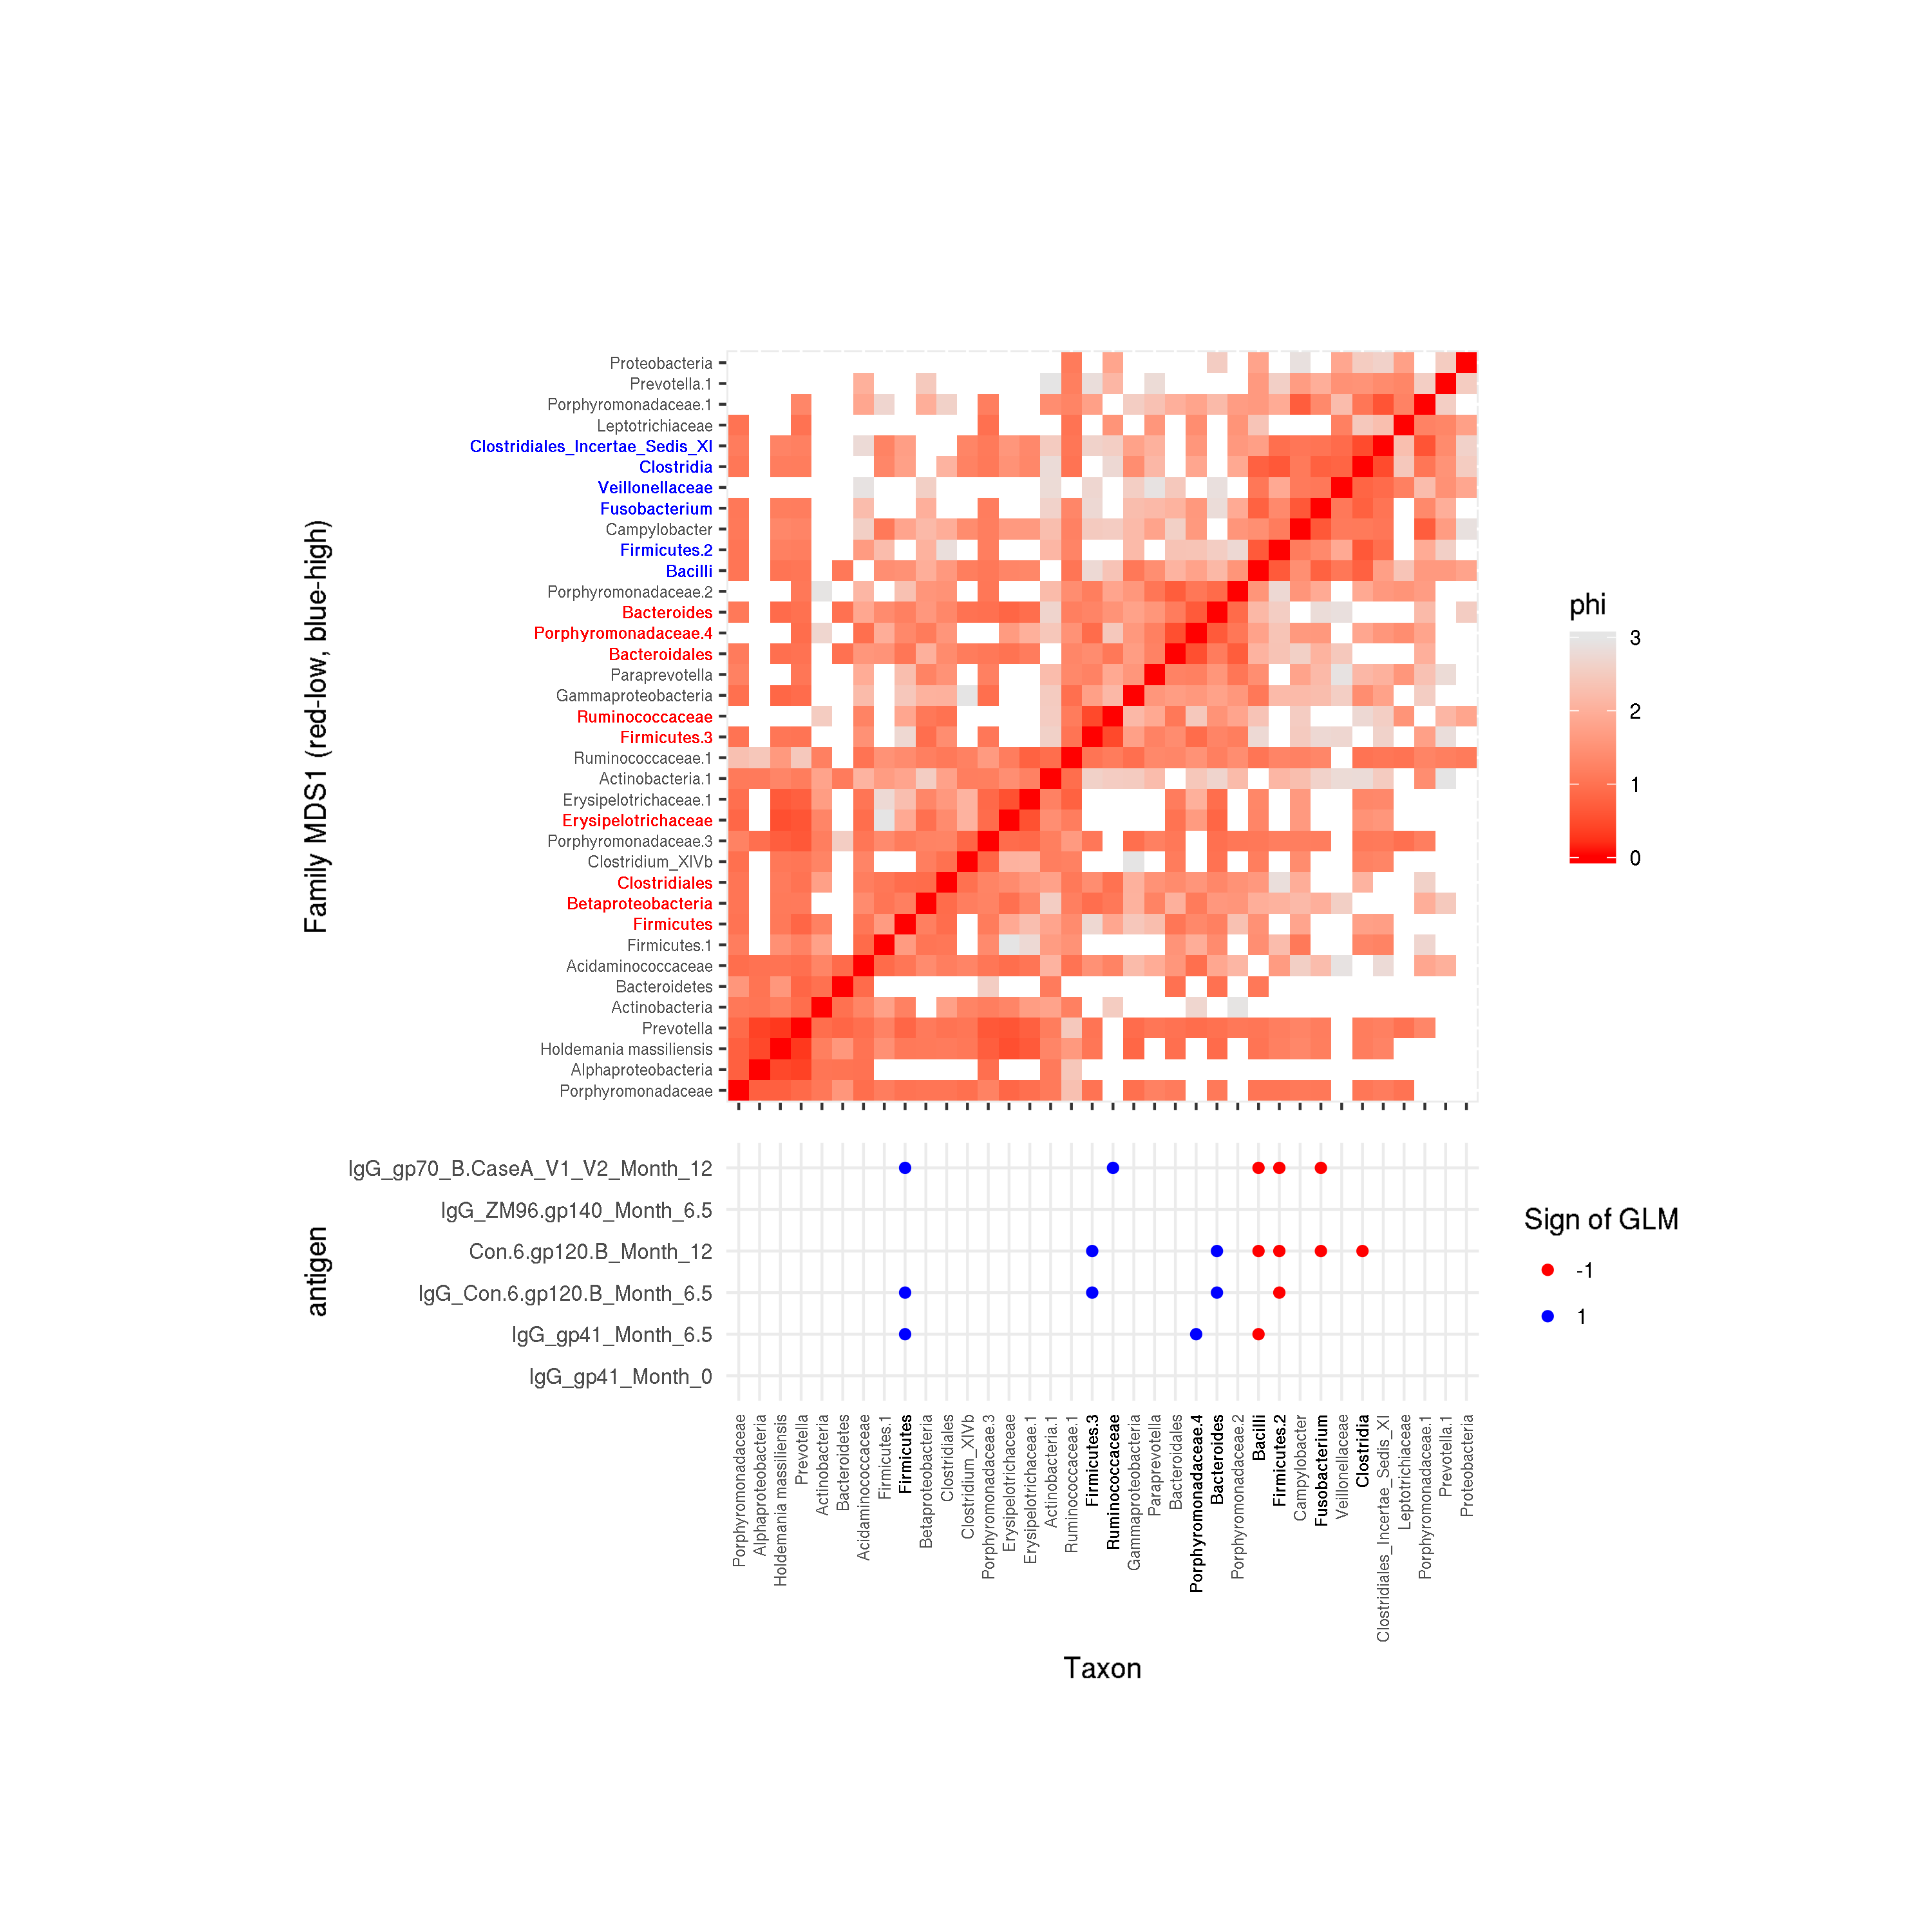 Proteobacteria
Prevotella.1
Porphyromonadaceae.1
Leptotrichiaceae
Clostridiales_Incertae_Sedis_XI
Clostridia
Veillonellaceae
Fusobacterium
Campylobacter
Firmicutes.2
Bacilli
Porphyromonadaceae.2
Bacteroides
Porphyromonadaceae.4
Bacteroidales
Paraprevotella
Gammaproteobacteria
Ruminococcaceae
Firmicutes.3
Ruminococcaceae.1
Actinobacteria.1
Erysipelotrichaceae.1
Erysipelotrichaceae
Porphyromonadaceae.3
Clostridium_XIVb
Clostridiales
Betaproteobacteria
Firmicutes
Firmicutes.1
Acidaminococcaceae
Bacteroidetes
Actinobacteria
Prevotella
Holdemania massiliensis
Alphaproteobacteria
Porphyromonadaceae
Family MDS1 (red-low, blue-high)
phi
3
2
1
0
IgG_gp70_B.CaseA_V1_V2_Month_12
IgG_ZM96.gp140_Month_6.5
Con.6.gp120.B_Month_12
IgG_Con.6.gp120.B_Month_6.5
IgG_gp41_Month_6.5
IgG_gp41_Month_0
antigen
Sign of GLM
-1
1
Porphyromonadaceae
Alphaproteobacteria
Holdemania massiliensis
Prevotella
Actinobacteria
Bacteroidetes
Acidaminococcaceae
Firmicutes.1
Firmicutes
Betaproteobacteria
Clostridiales
Clostridium_XIVb
Porphyromonadaceae.3
Erysipelotrichaceae
Erysipelotrichaceae.1
Actinobacteria.1
Ruminococcaceae.1
Firmicutes.3
Ruminococcaceae
Gammaproteobacteria
Paraprevotella
Bacteroidales
Porphyromonadaceae.4
Bacteroides
Porphyromonadaceae.2
Bacilli
Firmicutes.2
Campylobacter
Fusobacterium
Veillonellaceae
Clostridia
Clostridiales_Incertae_Sedis_XI
Leptotrichiaceae
Porphyromonadaceae.1
Prevotella.1
Proteobacteria
Taxon